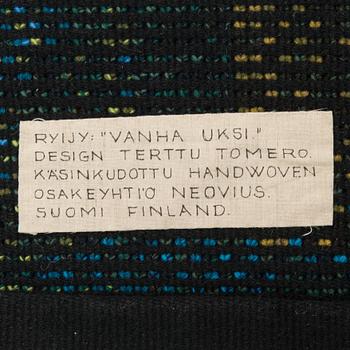 RYIJY: "VANHA UKSI."
DESIGN TERTTU TOMERO.
KÄSINKUDOTTU HANDWOVEN
OSAKEYHTIÖ NEOVIUS.
SUOMI FINLAND.